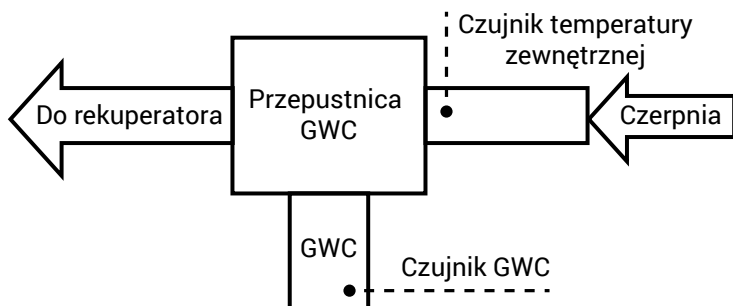 Czujnik temperatury
zewnętrznej
Do rekuperatora
Przepustnica
GWC
Czerpnia
GWC
Czujnik GWC